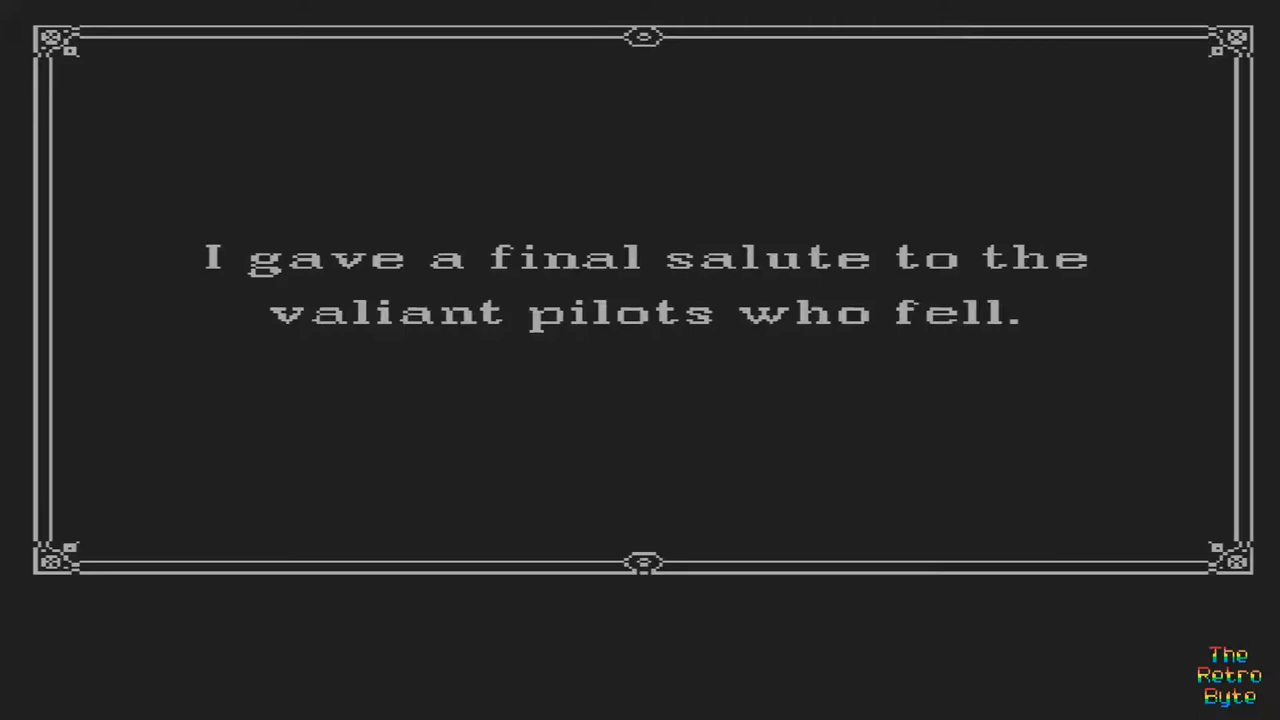 I gave a final salute to the
valiant pilots who fell.
The
Retro
Byte